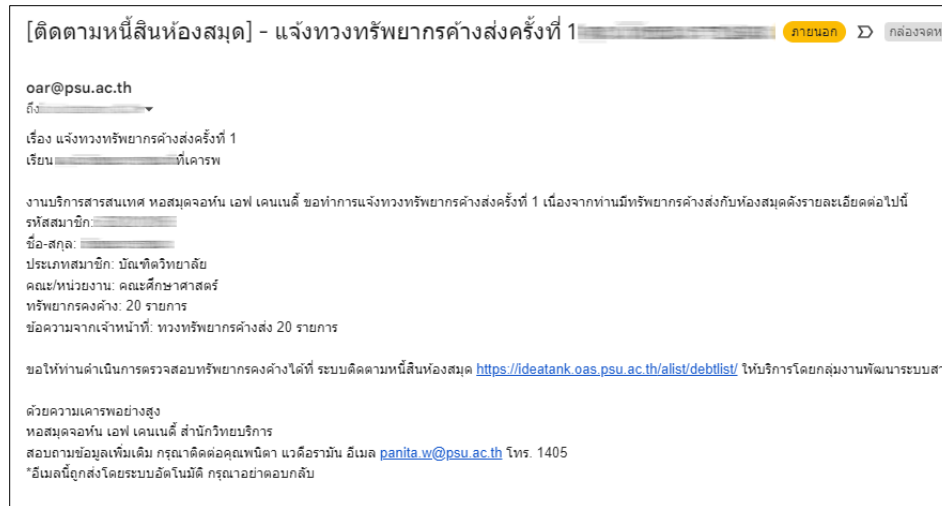 [ติดตามหนี้สินห้องสมุด] - แจ้งทวงทรัพยากรค้างส่งครั้งที่ 1 ภายนอก กล่องจดห
oar@psu.ac.th
ถึง
เรื่อง แจ้งทวงทรัพยากรค้างส่งครั้งที่ 1
เรียน ที่เคารพ
งานบริการสารสนเทศ หอสมุดจอห์น เอฟ เคนเนดี้ ขอทำการแจ้งทวงทรัพยากรค้างส่งครั้งที่ 1 เนื่องจากท่านมีทรัพยากรค้างส่งกับห้องสมุดดังรายละเอียดต่อไปนี้
รหัสสมาชิก:
ชื่อ-สกุล:
ประเภทสมาชิก: บัณฑิตวิทยาลัย
คณะ/หน่วยงาน: คณะศึกษาศาสตร์
ทรัพยากรคงค้าง: 20 รายการ
ข้อความจากเจ้าหน้าที่: ทวงทรัพยากรค้างส่ง 20 รายการ
ขอให้ท่านดำเนินการตรวจสอบทรัพยากรคงค้างได้ที่ ระบบติดตามหนี้สินห้องสมุด https://ideatank.oas.psu.ac.th/alist/debtlist/ ให้บริการโดยกลุ่มงานพัฒนาระบบสา
ด้วยความเคารพอย่างสูง
หอสมุดจอห์น เอฟ เคนเนดี้ สำนักวิทยบริการ
สอบถามข้อมูลเพิ่มเติม กรุณาติดต่อคุณพนิตา แวดือรามัน อีเมล panita.w@psu.ac.th โทร. 1405
*อีเมลนี้ถูกส่งโดยระบบอัตโนมัติ กรุณาอย่าตอบกลับ